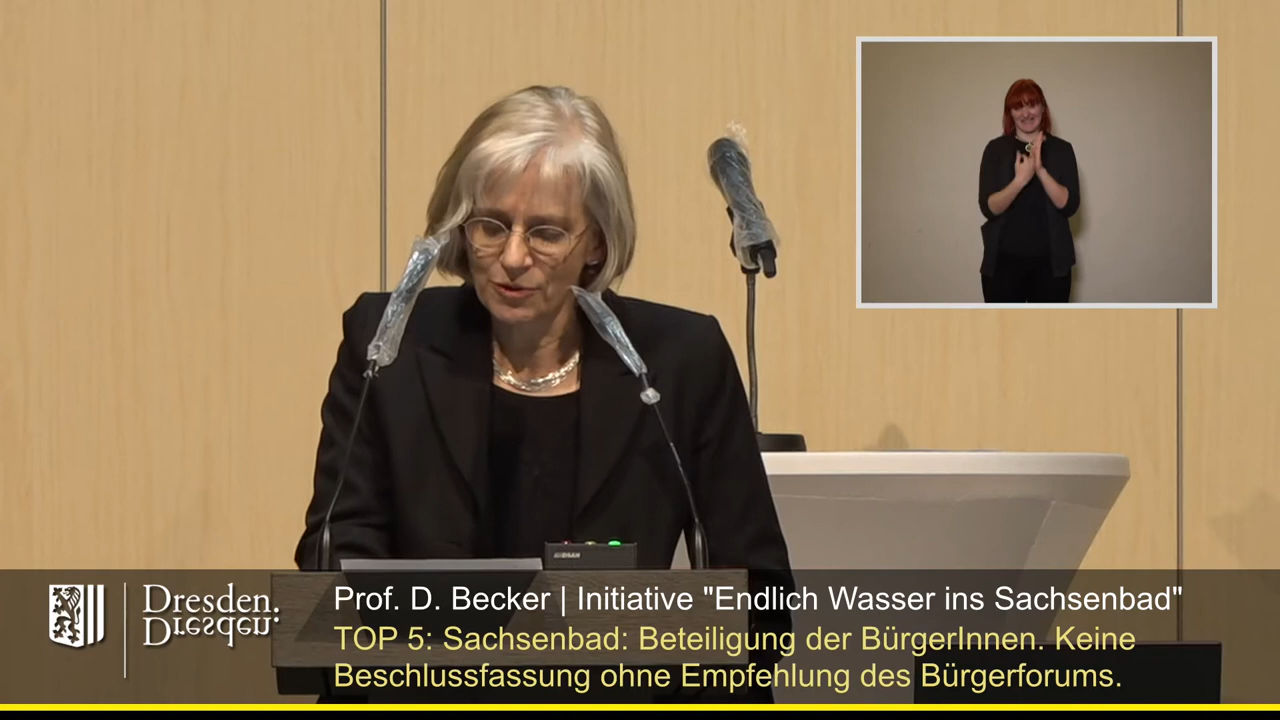 Dresden.
Dresden.
Prof. D. Becker | Initiative "Endlich Wasser ins Sachsenbad"
TOP 5: Sachsenbad: Beteiligung der BürgerInnen. Keine
Beschlussfassung ohne Empfehlung des Bürgerforums.